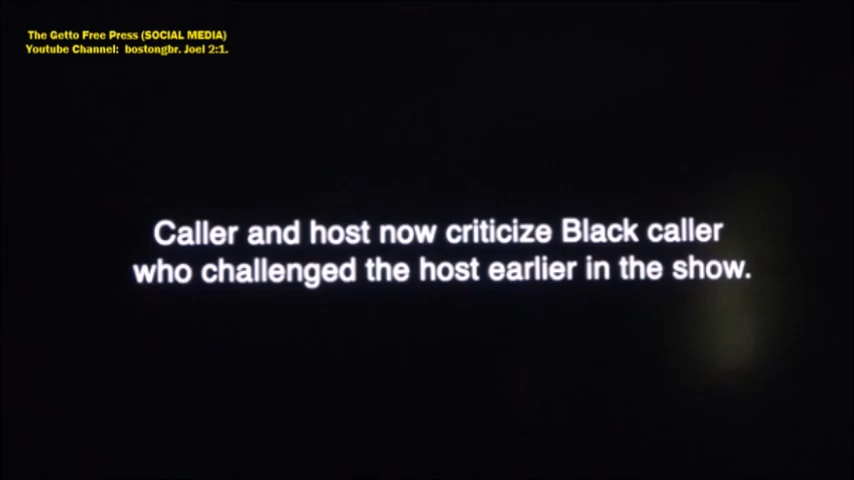 The Getto Free Press (SOCIAL MEDIA)
Youtube Channel: bostongbr. Joel 2:1.
Caller and host now criticize Black caller
who challenged the host earlier in the show.